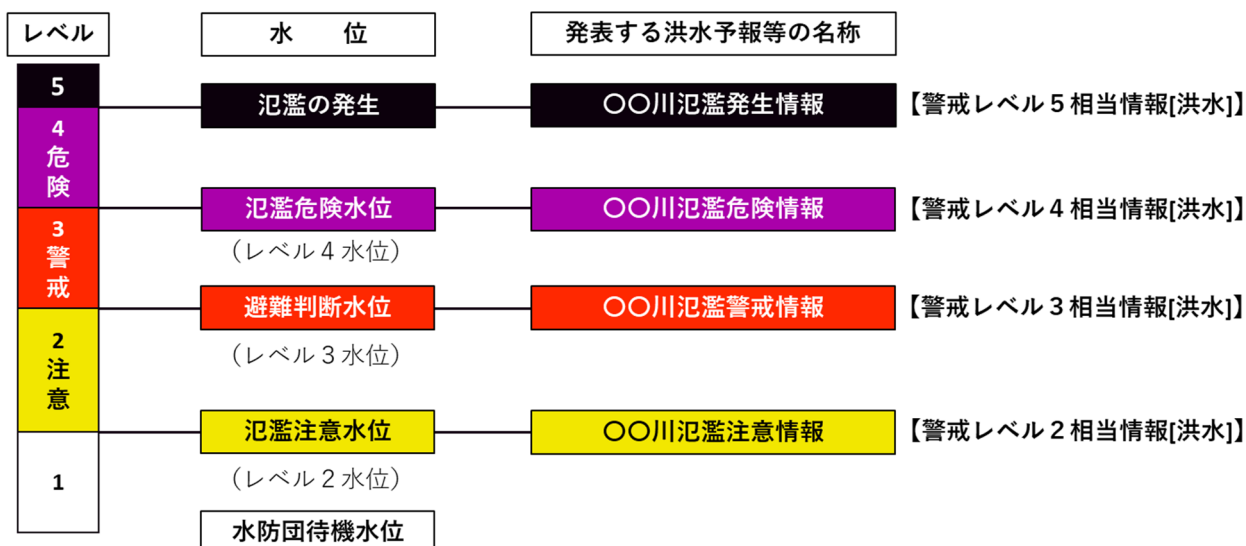 レベル
水　位
発表する洪水予報等の名称
5
氾濫の発生
〇〇川氾濫発生情報
【警戒レベル５相当情報[洪水]】
4
危
険
氾濫危険水位
〇〇川氾濫危険情報
【警戒レベル４相当情報[洪水]】
（レベル４水位）
3
警
戒
避難判断水位
〇〇川氾濫警戒情報
【警戒レベル３相当情報[洪水]】
（レベル３水位）
2
注
意
氾濫注意水位
〇〇川氾濫注意情報
【警戒レベル２相当情報[洪水]】
（レベル２水位）
1
水防団待機水位